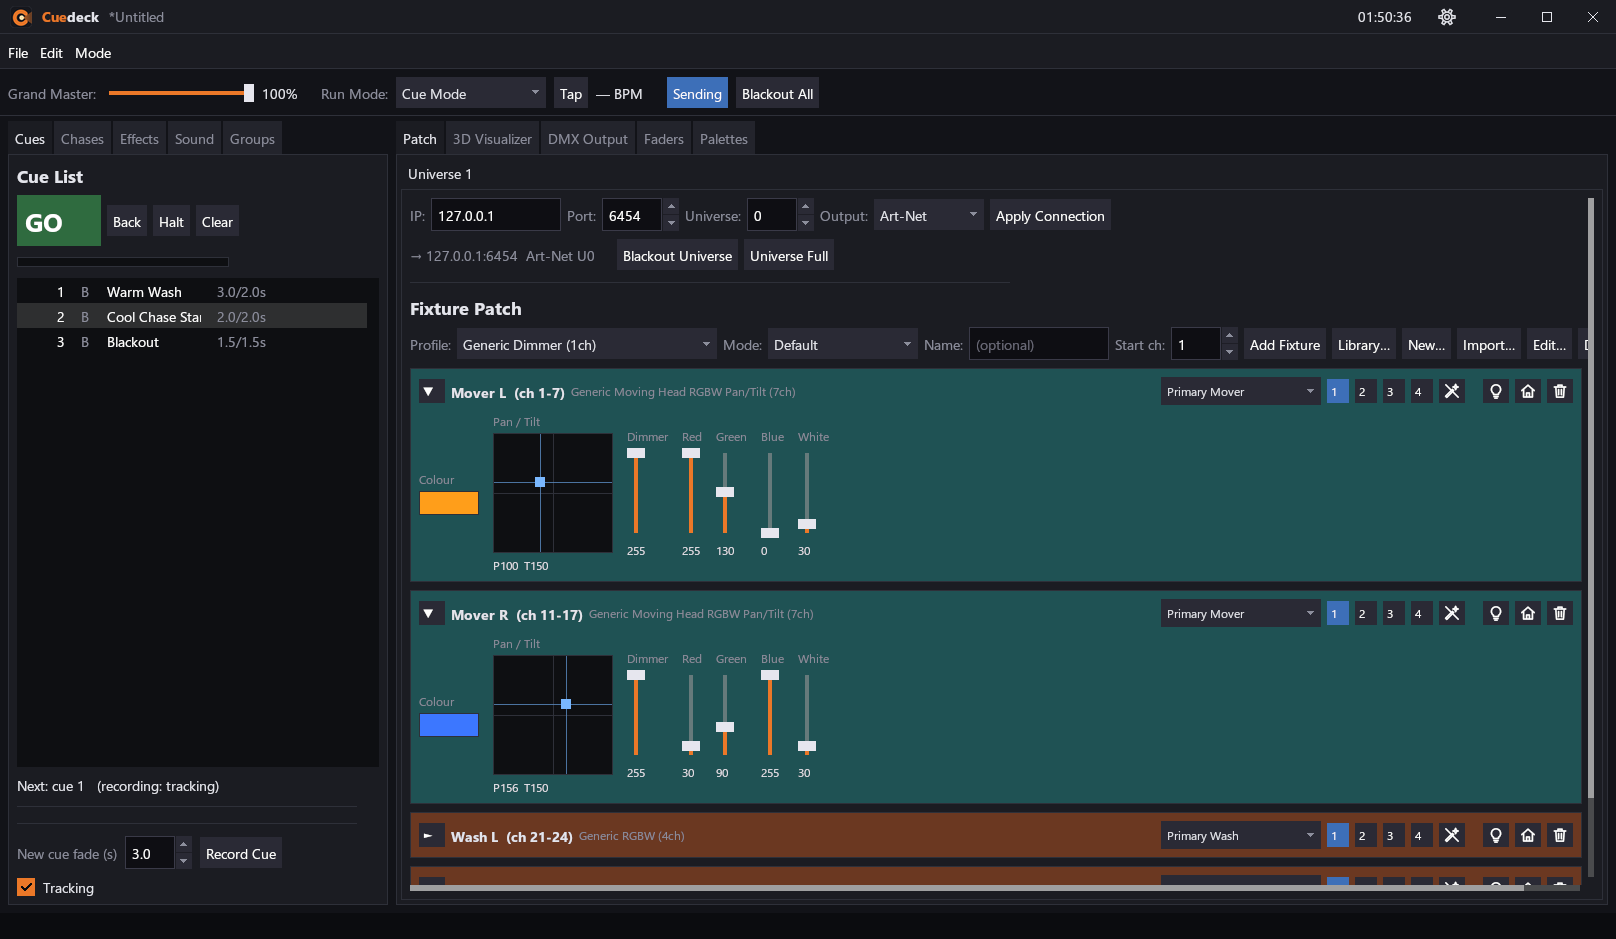 Cuedeck *Untitled 01:50:36
File Edit Mode
Grand Master: 100% Run Mode: Cue Mode Tap — BPM Sending Blackout All
Cues Chases Effects Sound Groups
Cue List
GO Back Halt Clear
1 B Warm Wash 3.0/2.0s
2 B Cool Chase Star 2.0/2.0s
3 B Blackout 1.5/1.5s
Next: cue 1 (recording: tracking)
New cue fade (s) 3.0 Record Cue
Tracking
Patch 3D Visualizer DMX Output Faders Palettes
Universe 1
IP: 127.0.0.1 Port: 6454 Universe: 0 Output: Art-Net Apply Connection
→ 127.0.0.1:6454 Art-Net U0 Blackout Universe Universe Full
Fixture Patch
Profile: Generic Dimmer (1ch) Mode: Default Name: (optional) Start ch: 1 Add Fixture Library... New... Import... Edit...
Mover L (ch 1-7) Generic Moving Head RGBW Pan/Tilt (7ch) Primary Mover 1 2 3 4
Pan / Tilt
Dimmer Red Green Blue White
Colour
255 255 130 0 30
P100 T150
Mover R (ch 11-17) Generic Moving Head RGBW Pan/Tilt (7ch) Primary Mover 1 2 3 4
Pan / Tilt
Dimmer Red Green Blue White
Colour
255 30 90 255 30
P156 T150
Wash L (ch 21-24) Generic RGBW (4ch) Primary Wash 1 2 3 4